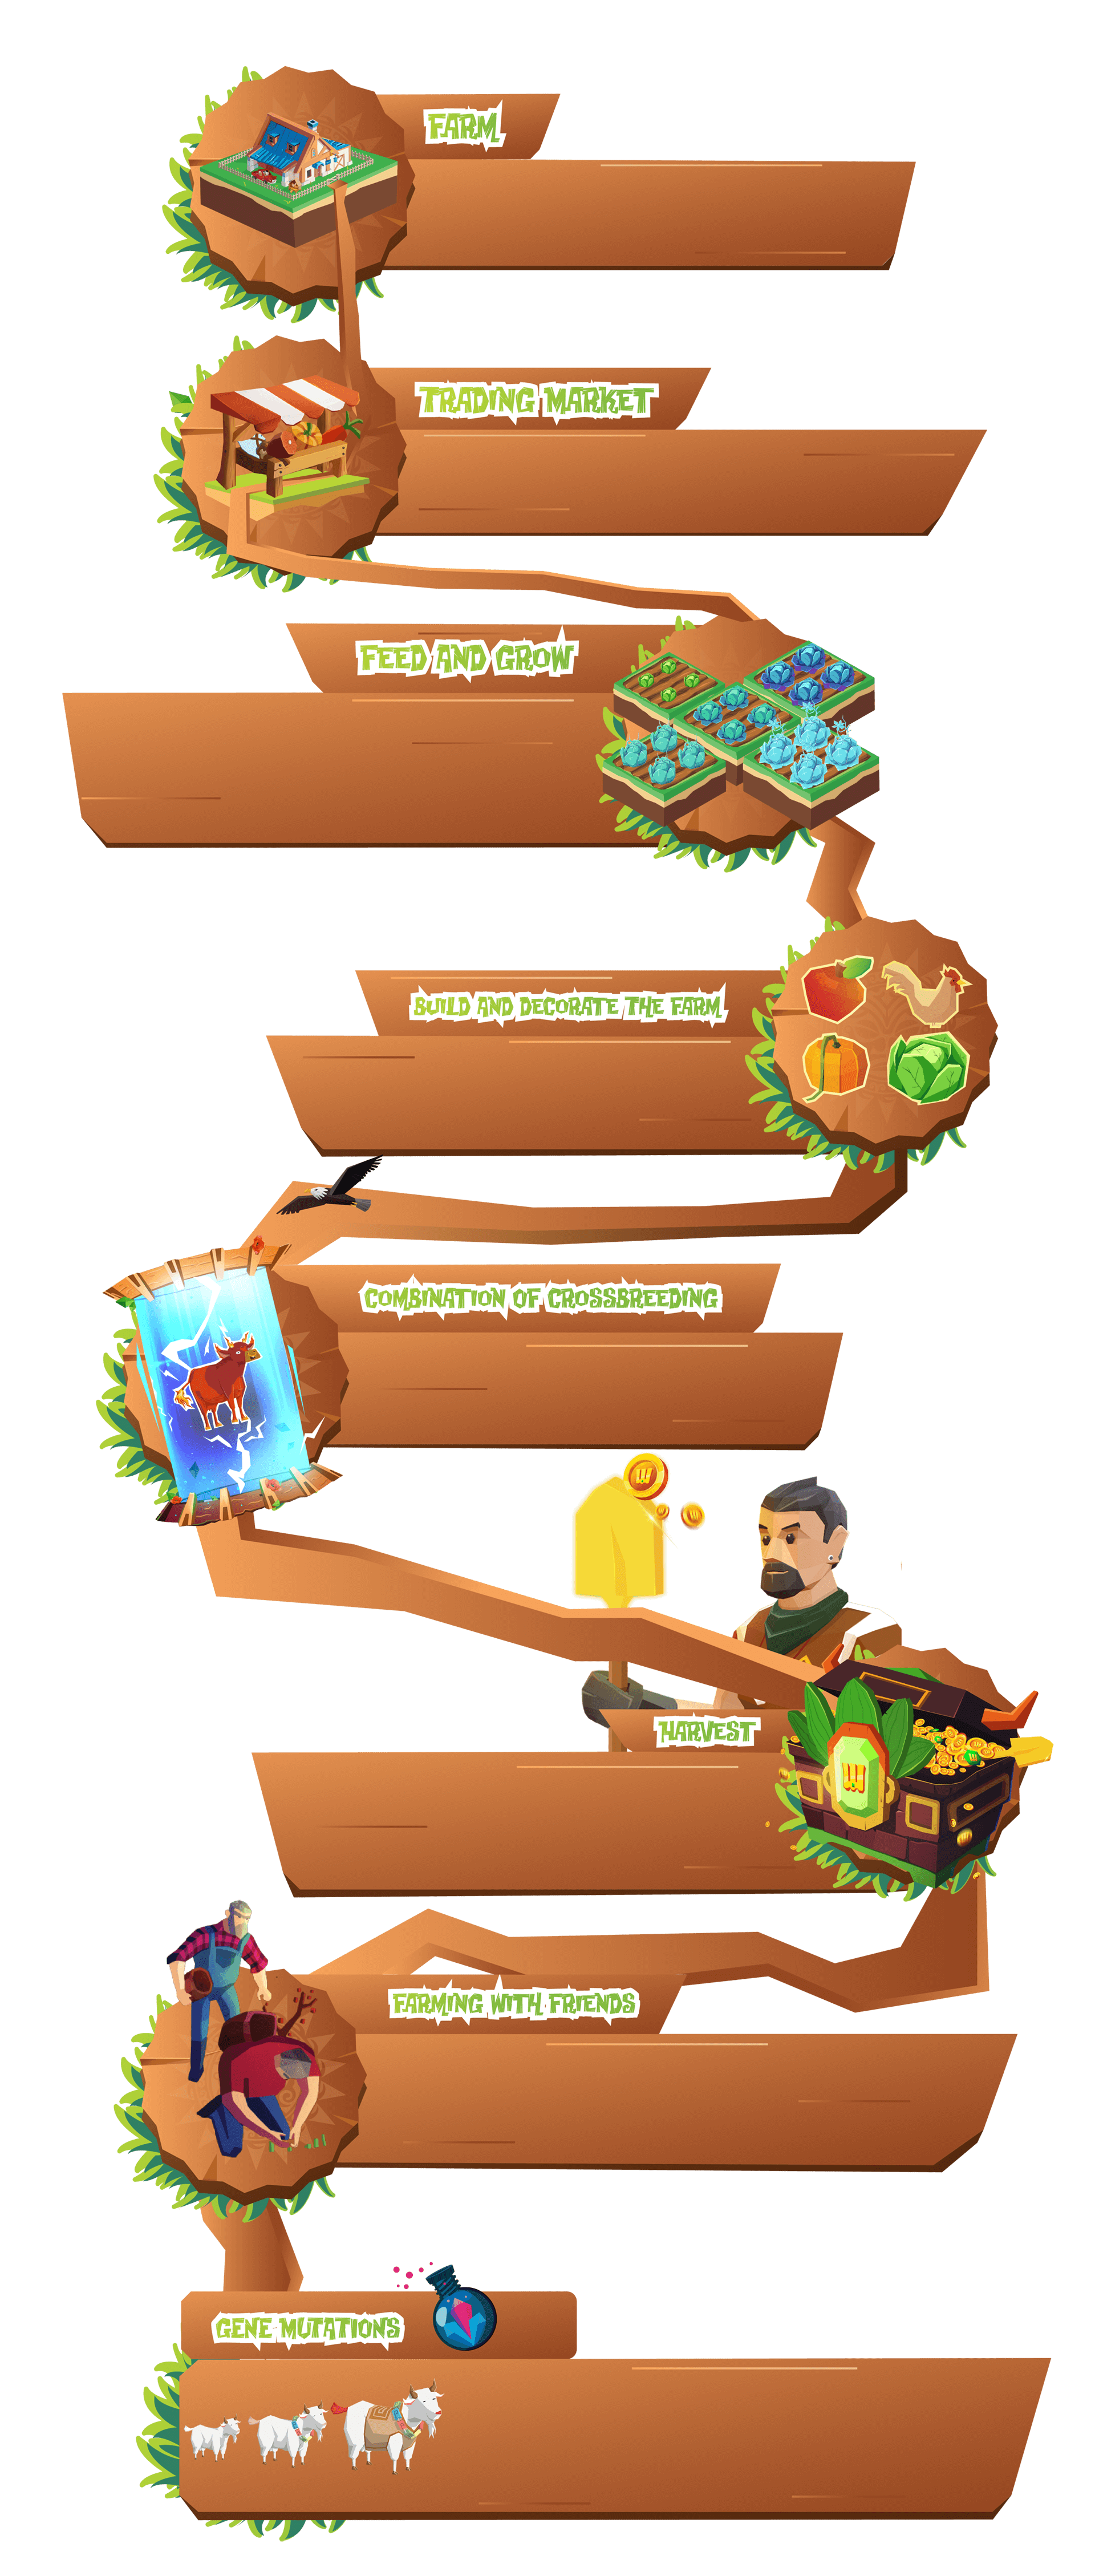 FARM
TRADING MARKET
FEED AND GROW
BUILD AND DECORATE THE FARM
COMBINATION OF CROSSBREEDING
W
HARVEST
W
FARMING WITH FRIENDS
GENE MUTATIONS